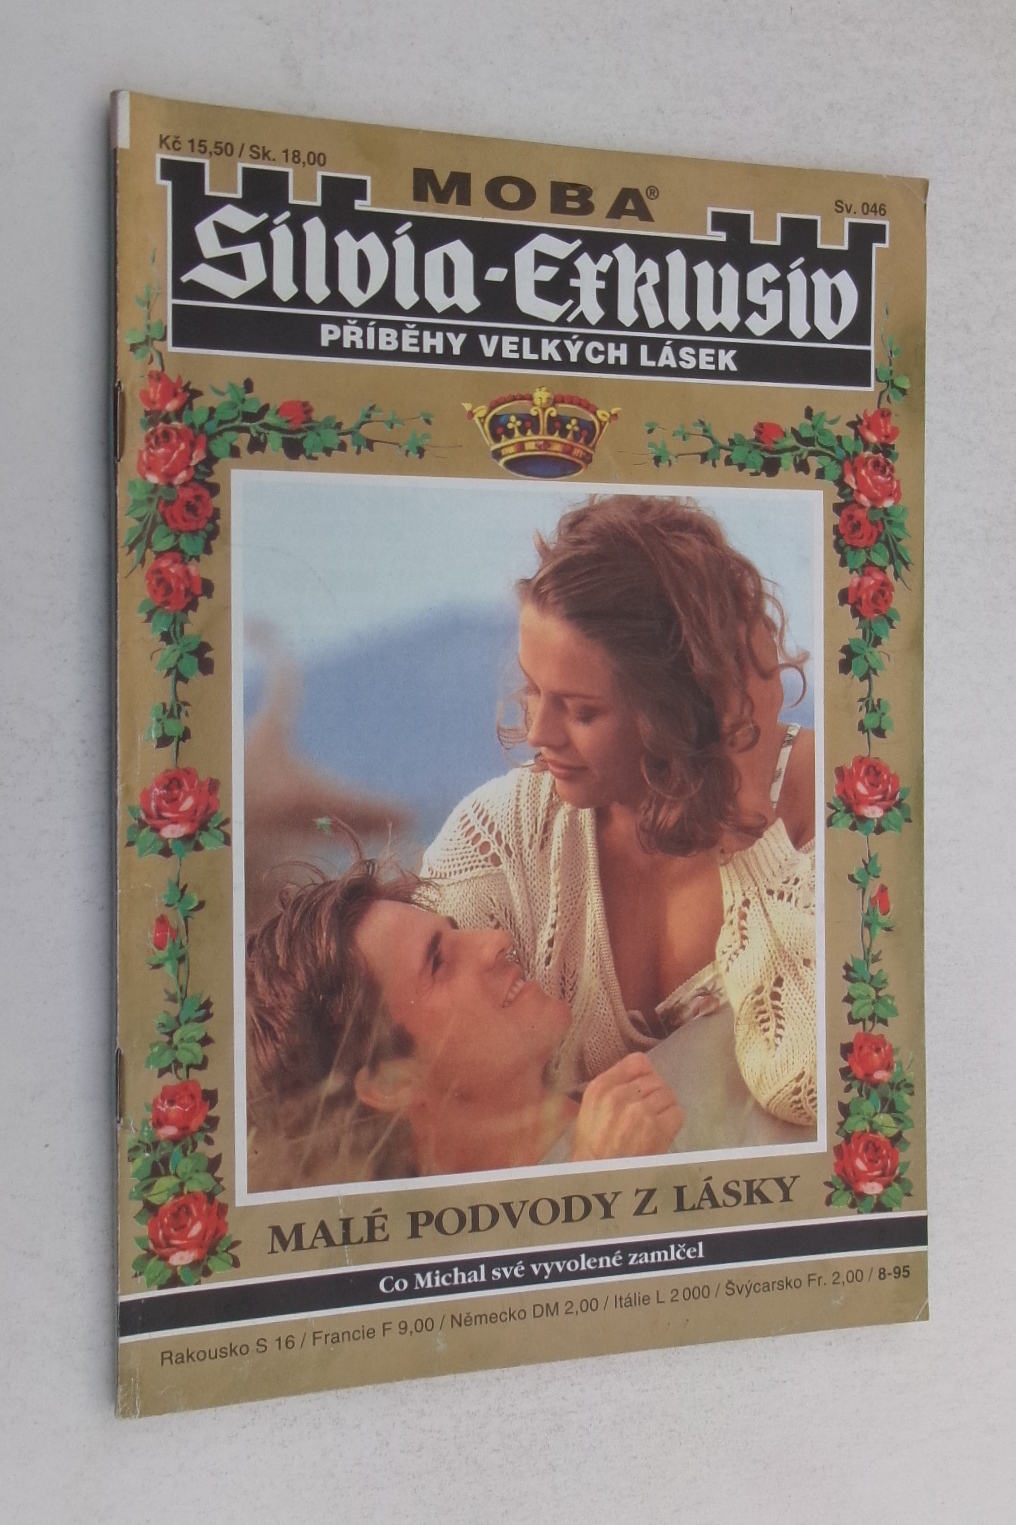 Kč 15,50 / Sk. 18,00
MOBA®
Sv. 046
Silvia-Exklusiv
PŘÍBĚHY VELKÝCH LÁSEK
MALÉ PODVODY Z LÁSKY
Co Michal své vyvolené zamlčel
Rakousko S 16 / Francie F 9,00 / Německo DM 2,00 / Itálie L 2000 / Švýcarsko Fr. 2,00 / 8-95